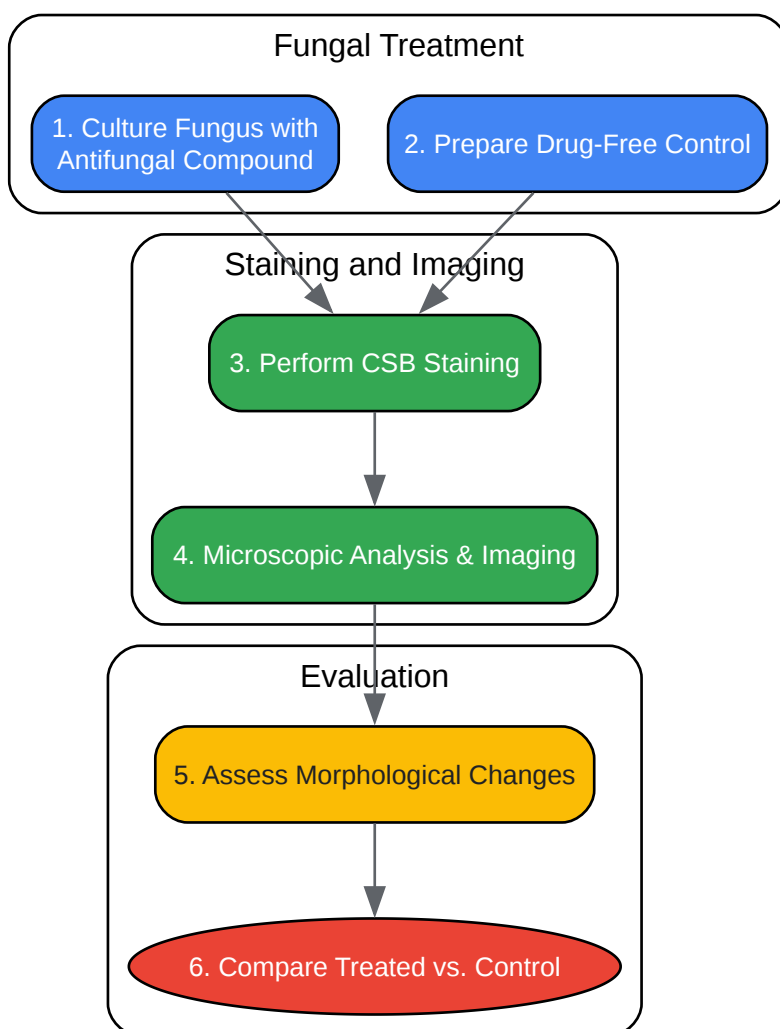 Fungal Treatment
1. Culture Fungus with
Antifungal Compound
2. Prepare Drug-Free Control
Staining and Imaging
3. Perform CSB Staining
4. Microscopic Analysis & Imaging
Evaluation
5. Assess Morphological Changes
6. Compare Treated vs. Control